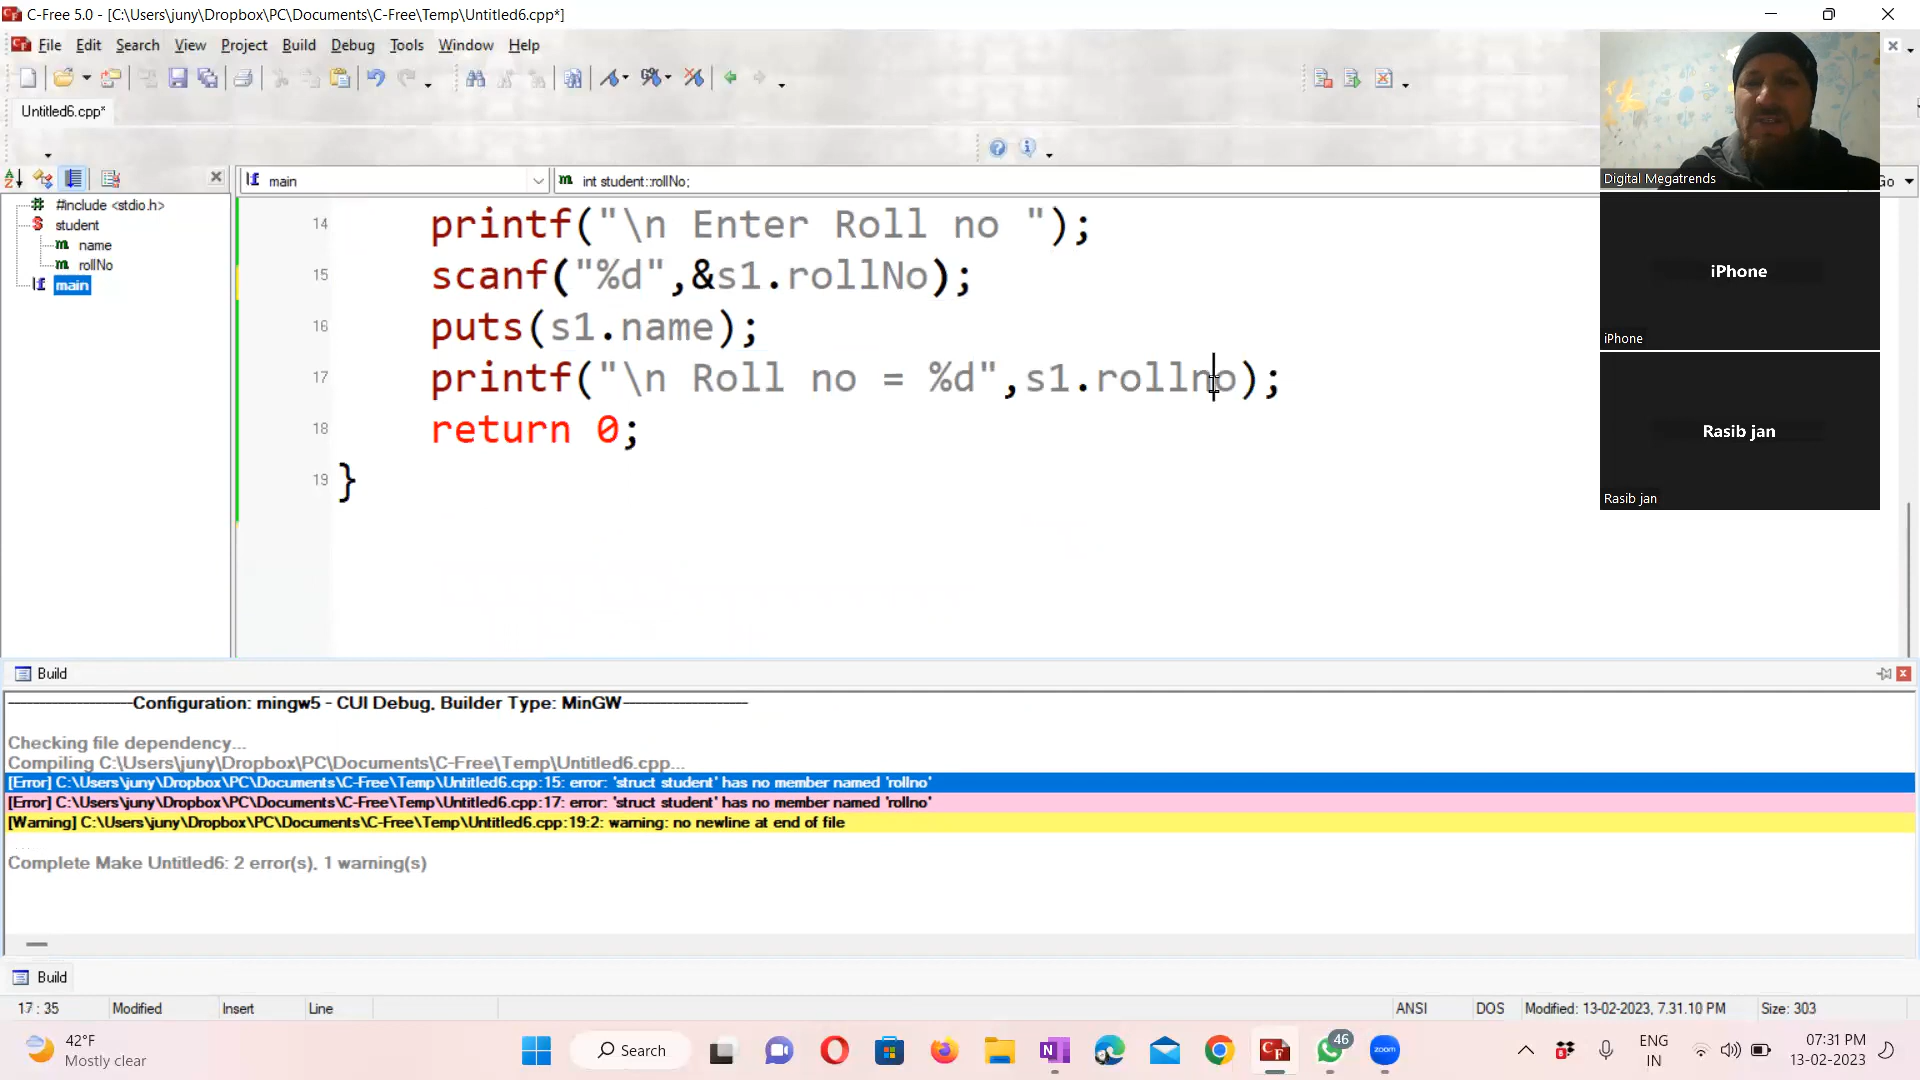 C-Free 5.0 - [C:\Users\juny\Dropbox\PC\Documents\C-Free\Temp\Untitled6.cpp*]
File Edit Search View Project Build Debug Tools Window Help
Untitled6.cpp*
main
int student::rollNo;
Go
#include <stdio.h>
student
name
rollNo
main
14 printf("\n Enter Roll no ");
15 scanf("%d",&s1.rollNo);
16 puts(s1.name);
17 printf("\n Roll no = %d",s1.rollno);
18 return 0;
19 }
Digital Megatrends
iPhone
iPhone
Rasib jan
Rasib jan
Build
--------------------Configuration: mingw5 - CUI Debug, Builder Type: MinGW--------------------
Checking file dependency...
Compiling C:\Users\juny\Dropbox\PC\Documents\C-Free\Temp\Untitled6.cpp...
[Error] C:\Users\juny\Dropbox\PC\Documents\C-Free\Temp\Untitled6.cpp:15: error: 'struct student' has no member named 'rollno'
[Error] C:\Users\juny\Dropbox\PC\Documents\C-Free\Temp\Untitled6.cpp:17: error: 'struct student' has no member named 'rollno'
[Warning] C:\Users\juny\Dropbox\PC\Documents\C-Free\Temp\Untitled6.cpp:19:2: warning: no newline at end of file
Complete Make Untitled6: 2 error(s), 1 warning(s)
Build
17 : 35 Modified Insert Line ANSI DOS Modified: 13-02-2023, 7.31.10 PM Size: 303
42°F
Mostly clear
Search
46
zoom
ENG
IN
07:31 PM
13-02-2023